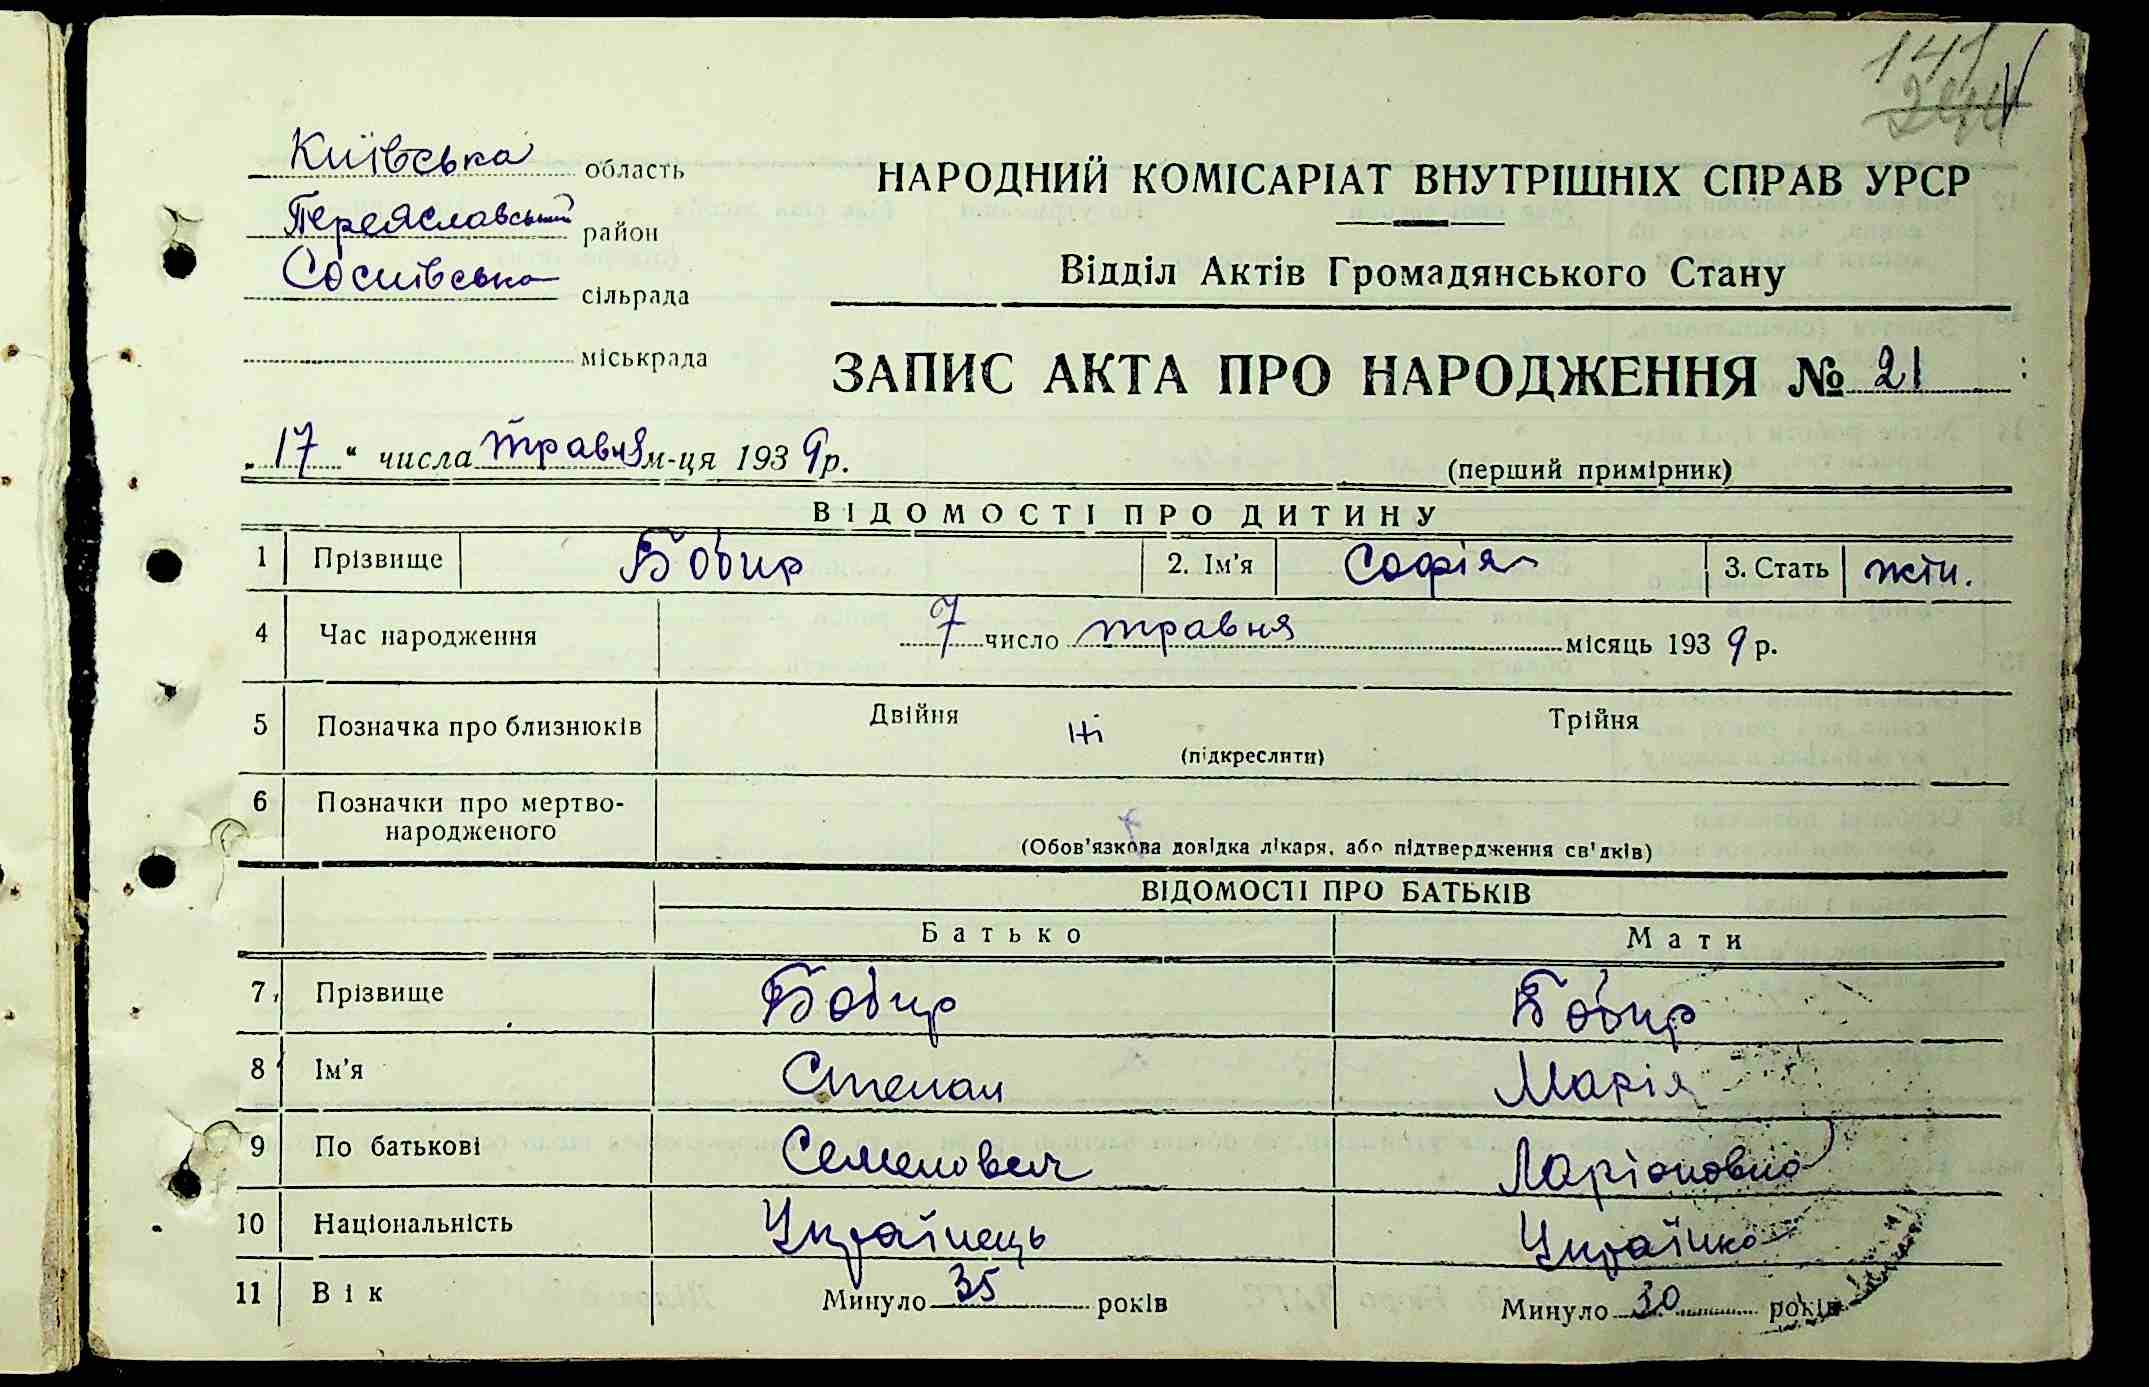 141
244
Київська область
Переяславський район
Соснівська сільрада
міськрада
НАРОДНИЙ КОМІСАРІАТ ВНУТРІШНІХ СПРАВ УРСР
Відділ Актів Громадянського Стану
ЗАПИС АКТА ПРО НАРОДЖЕННЯ № 21
„17“ числа травня м-ця 1939 р.
(перший примірник)
ВІДОМОСТІ ПРО ДИТИНУ
1 Прізвище Бобир 2. Ім'я Софія 3. Стать жін.
4 Час народження 7 число травня місяць 1939 р.
5 Позначка про близнюків Двійня ні Трійня
(підкреслити)
6 Позначки про мертво-
народженого
(Обов'язкова довідка лікаря, або підтвердження св'дків)
ВІДОМОСТІ ПРО БАТЬКІВ
Батько Мати
7 Прізвище Бобир Бобир
8 Ім'я Степан Марія
9 По батькові Семенович Ларіоновна
10 Національність Українець Українка
11 Вік Минуло 35 років Минуло 30 років